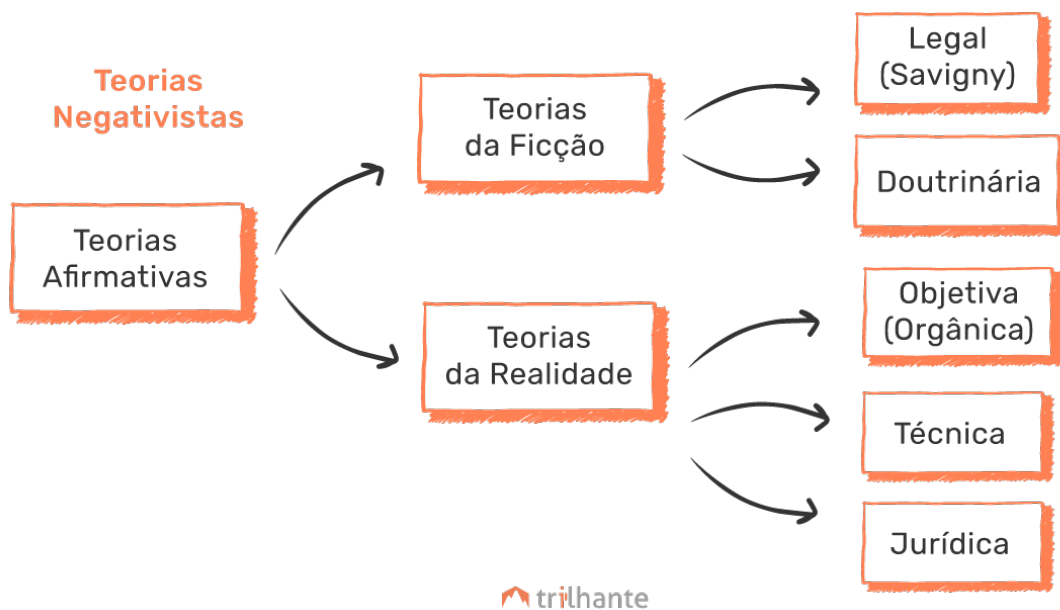 Teorias
Negativistas
Teorias
Afirmativas
Teorias
da Ficção
Teorias
da Realidade
Legal
(Savigny)
Doutrinária
Objetiva
(Orgânica)
Técnica
Jurídica
trilhante